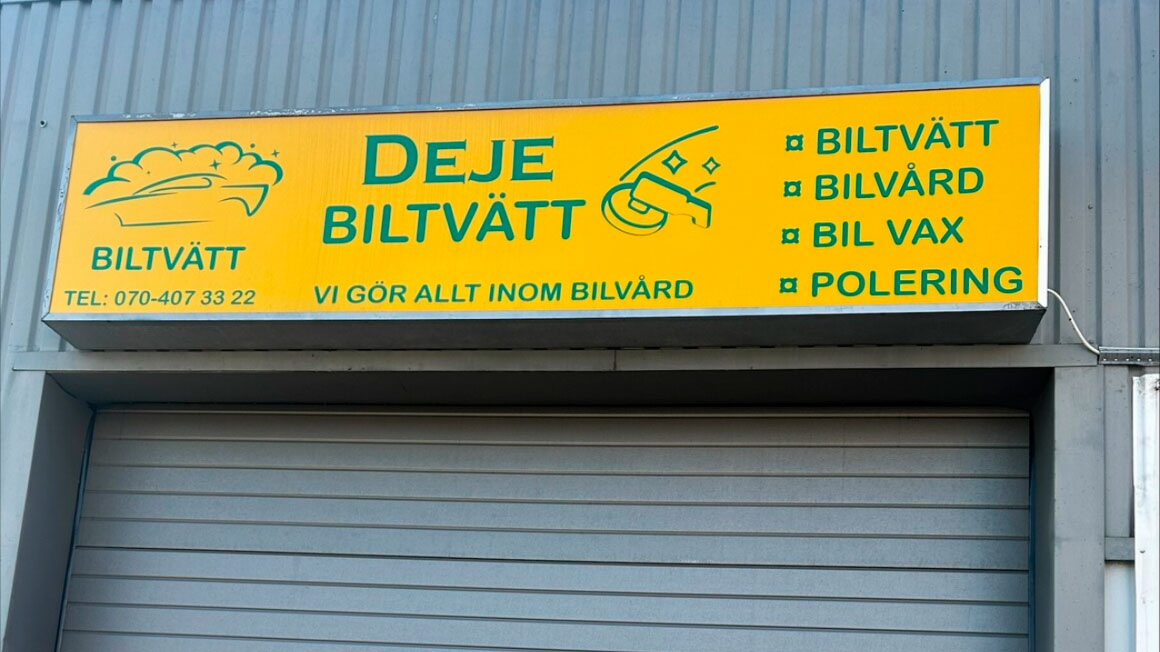 BILTVÄTT
TEL: 070-407 33 22
DEJE
BILTVÄTT
VI GÖR ALLT INOM BILVÅRD
¤ BILTVÄTT
¤ BILVÅRD
¤ BIL VAX
¤ POLERING